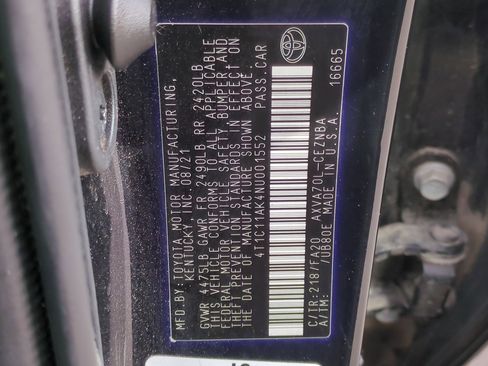 MFD.BY:TOYOTA MOTOR MANUFACTURING,
KENTUCKY, INC. 08/21
GVWR 4475LB GAWR FR 2490LB RR 2420LB
THIS VEHICLE CONFORMS TO ALL APPLICABLE
FEDERAL MOTOR VEHICLE SAFETY, BUMPER, AND
THEFT PREVENTION STANDARDS IN EFFECT ON
THE DATE OF MANUFACTURE SHOWN ABOVE.
4T1C11AK4NU001552 PASS.CAR
C/TR:218/FA20 AXVA70L-CEZNBA
A/TM: /UB80E MADE IN U.S.A.
16665